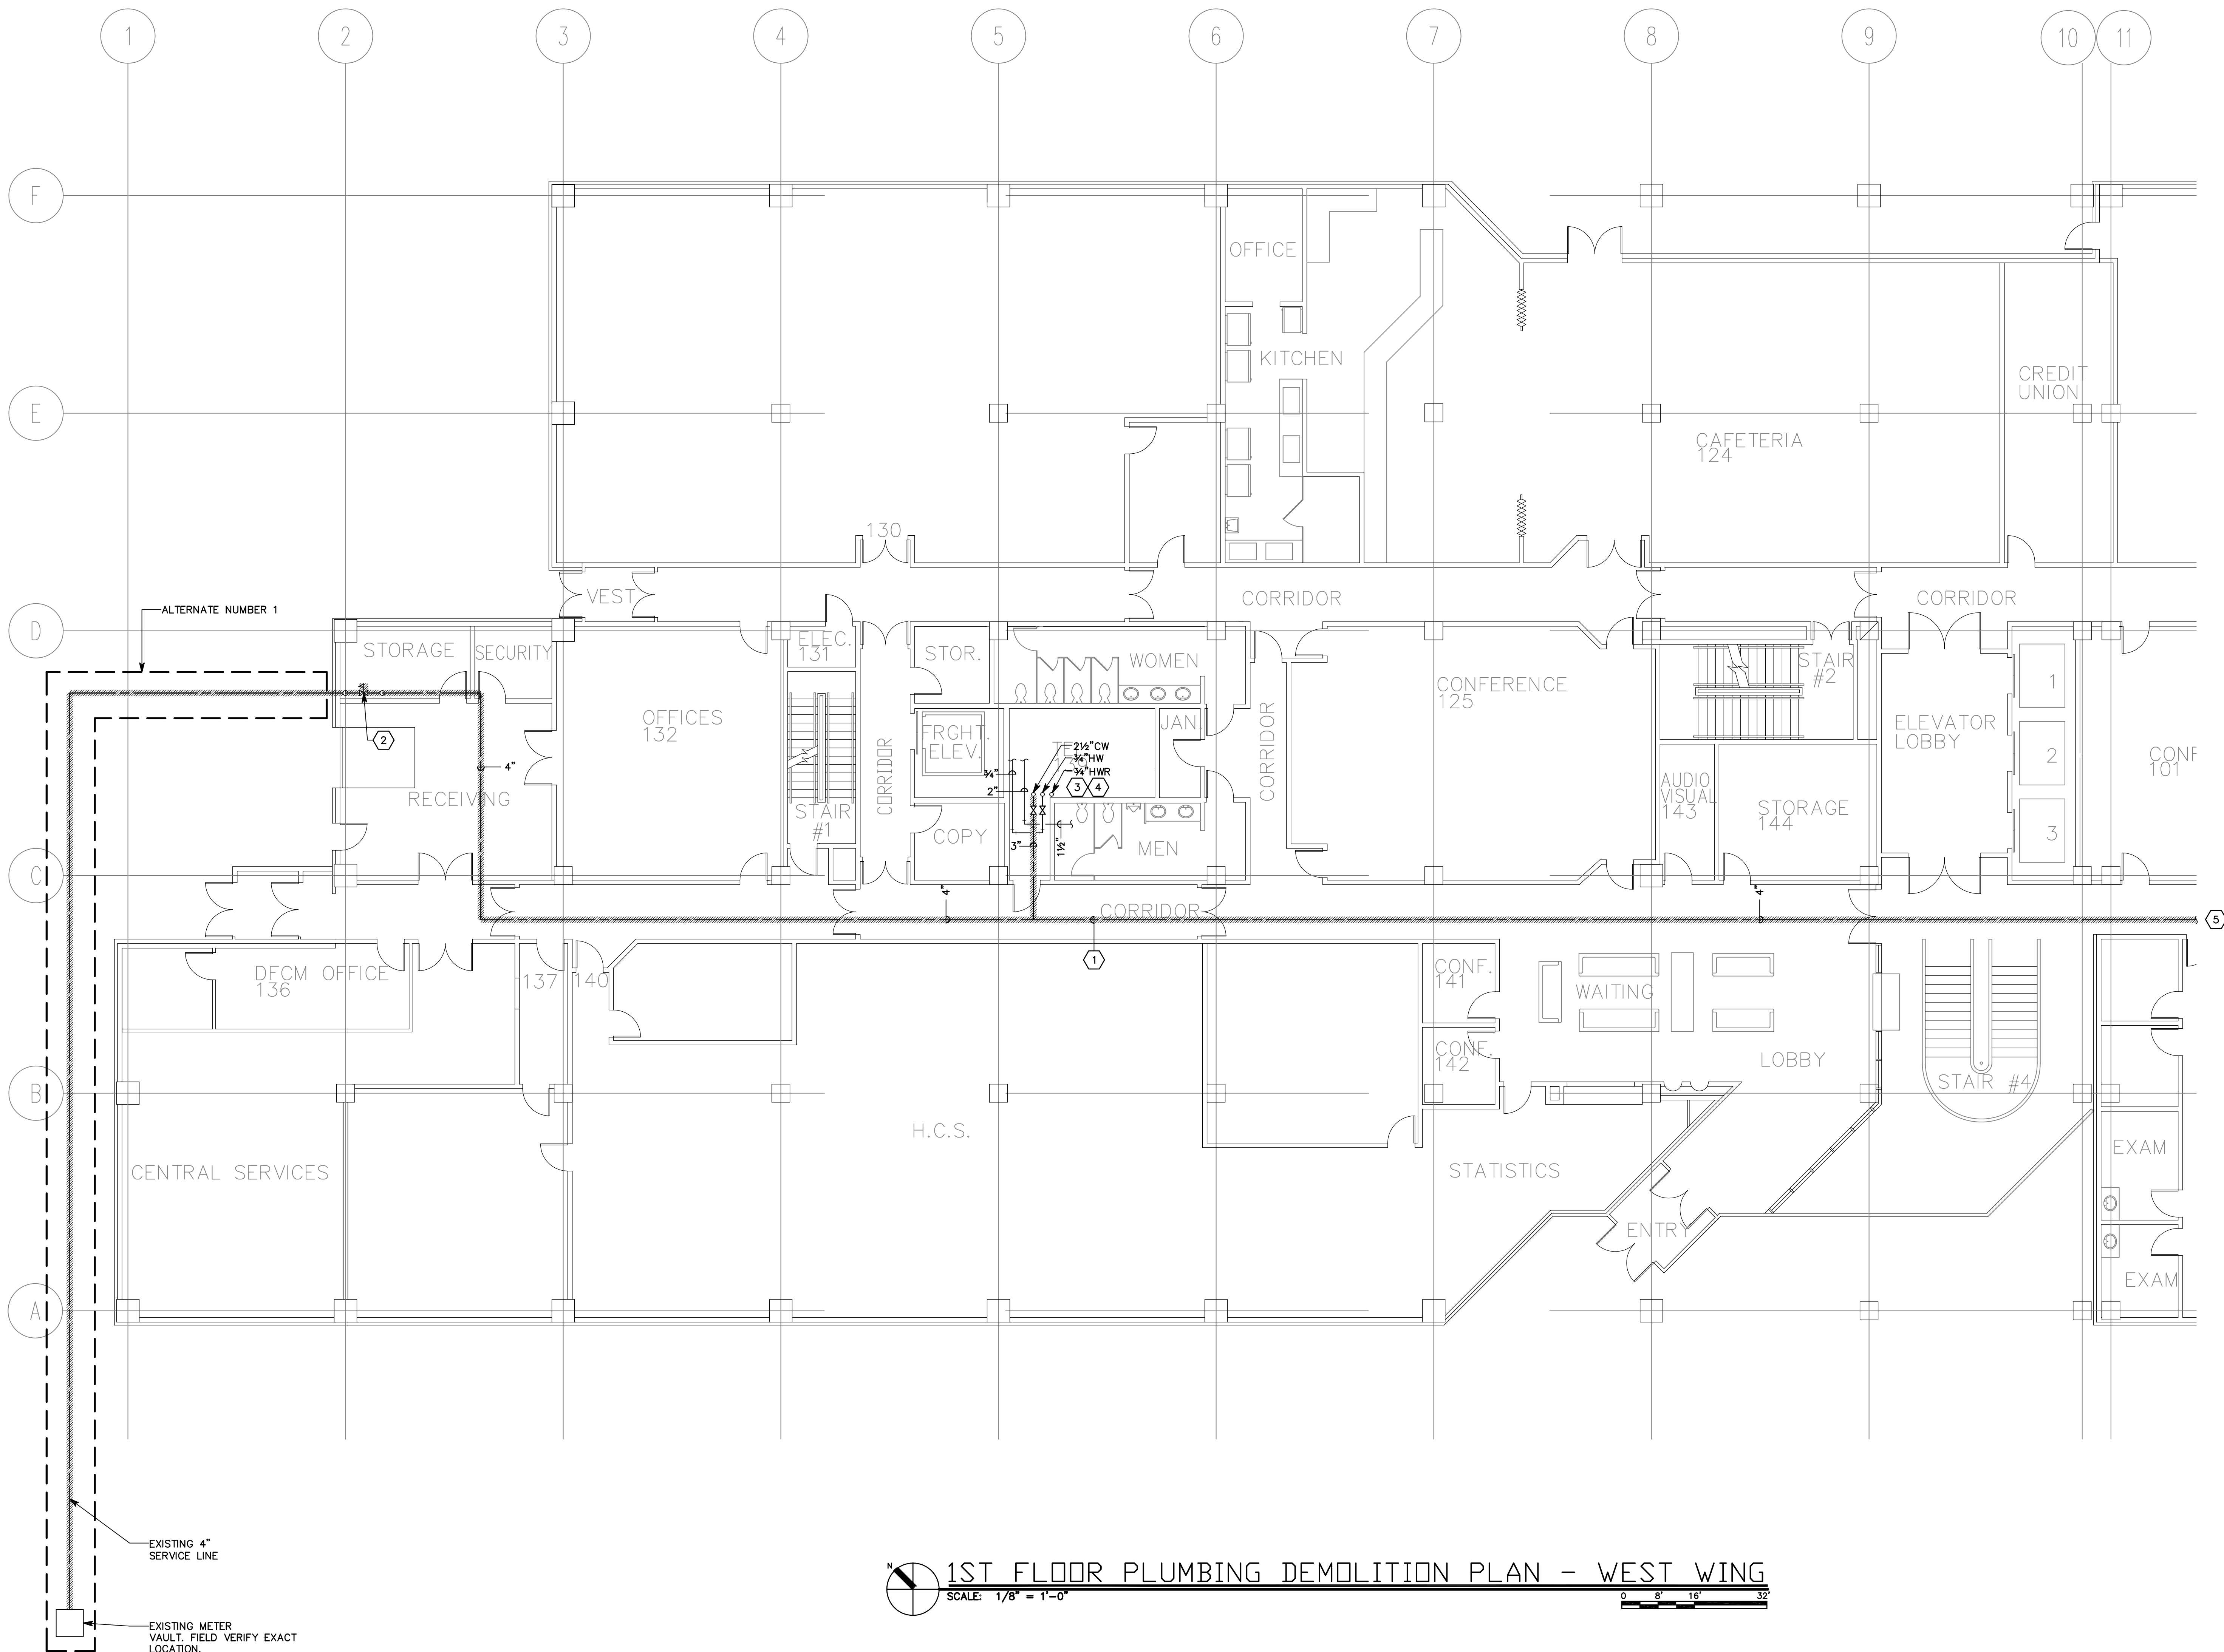 1 2 3 4 5 6 7 8 9 10 11
F
OFFICE
KITCHEN
E
CREDIT
UNION
CAFETERIA
124
130
VEST
CORRIDOR
CORRIDOR
ALTERNATE NUMBER 1
D
STORAGE
SECURITY
ELEC.
131
STOR.
WOMEN
STAIR
#2
4"
OFFICES
132
CONFERENCE
125
1
2
3
FRGHT.
ELEV.
JAN.
CORRIDOR
CORRIDOR
ELEVATOR
LOBBY
2
CONF
101
139
2½"CW
¾"HW
¾"HWR
3 4
4"
¾"
2"
RECEIVING
AUDIO
VISUAL
143
STORAGE
144
STAIR
#1
COPY
3"
1½"
MEN
C
4"
4"
CORRIDOR
5
1
DFCM OFFICE
136
137
140
CONF.
141
WAITING
CONF.
142
LOBBY
B
STAIR #4
H.C.S.
EXAM
CENTRAL SERVICES
STATISTICS
ENTRY
EXAM
A
EXISTING 4"
SERVICE LINE
N
1ST FLOOR PLUMBING DEMOLITION PLAN - WEST WING
SCALE: 1/8" = 1'-0"
0 8' 16' 32'
EXISTING METER
VAULT. FIELD VERIFY EXACT
LOCATION.